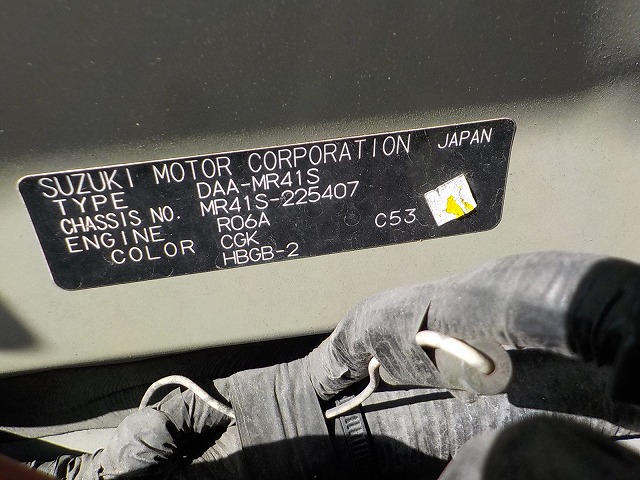 SUZUKI MOTOR CORPORATION JAPAN
TYPE DAA-MR41S
CHASSIS NO. MR41S-225407
ENGINE R06A C53
COLOR CGK
HBGB-2